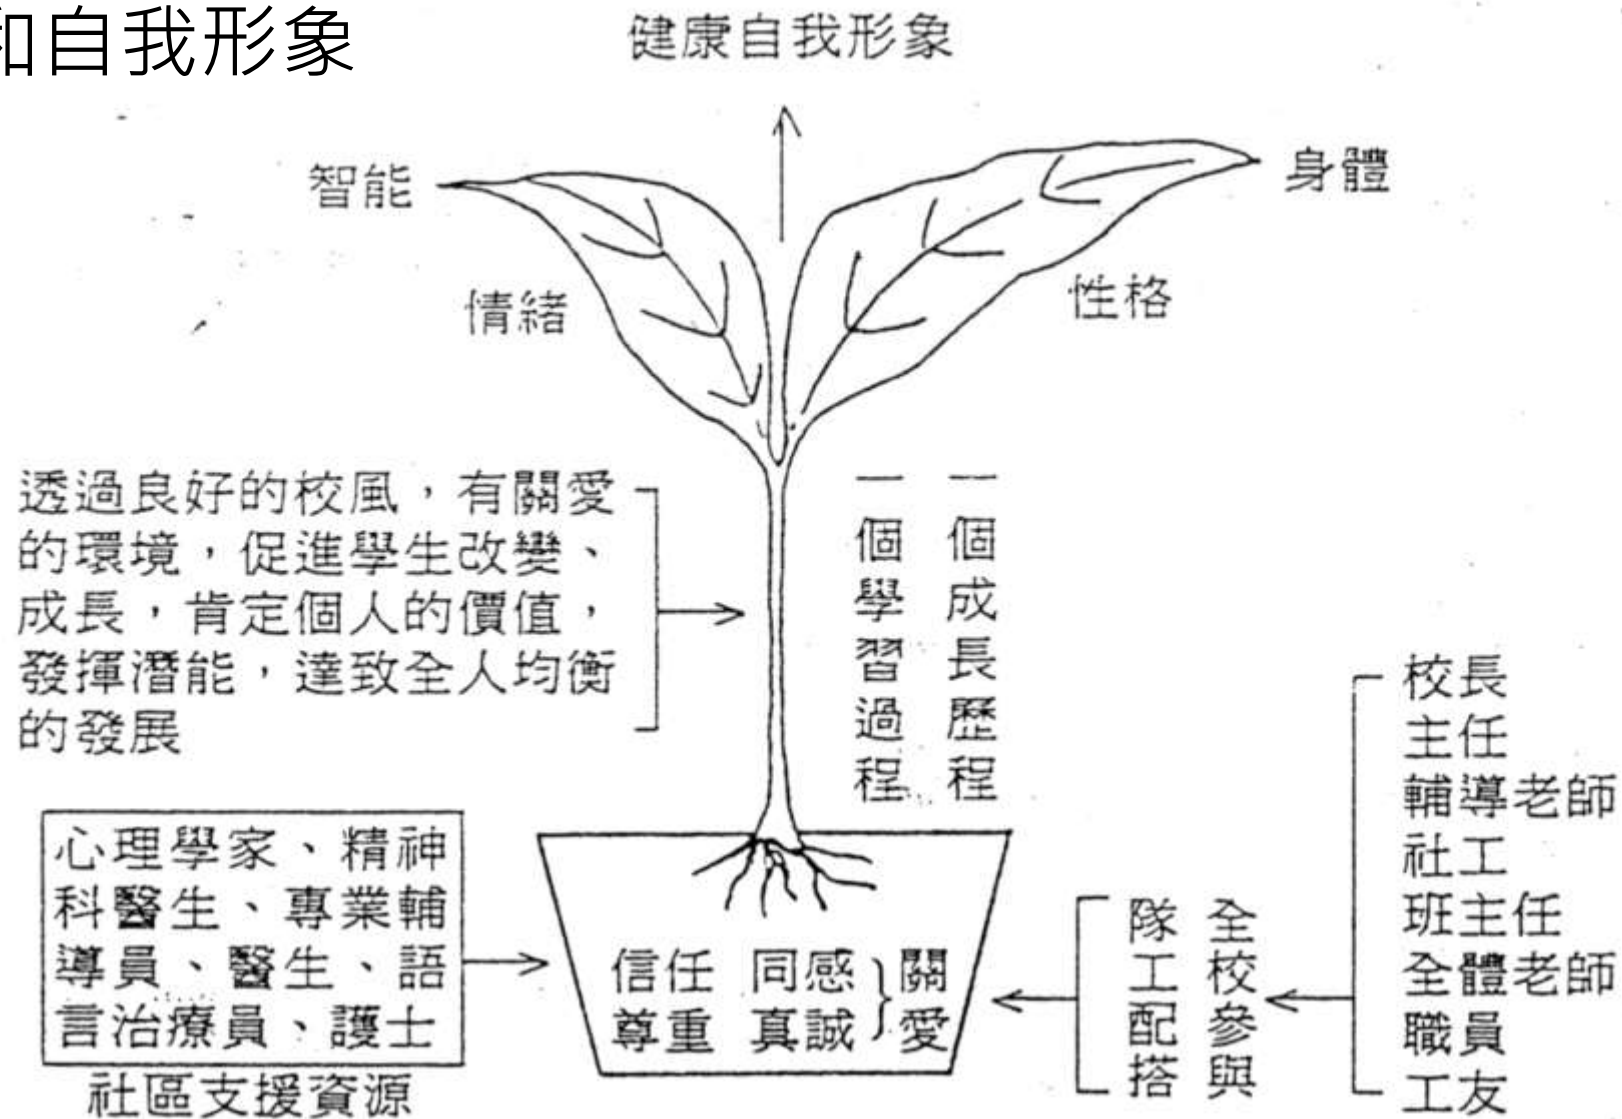 和自我形象
健康自我形象
智能
身體
情緒
性格
透過良好的校風，有關愛
的環境，促進學生改變、
成長，肯定個人的價值，
發揮潛能，達致全人均衡
的發展
一個成長歷程
一個學習過程
心理學家、精神
科醫生、專業輔
導員、醫生、語
言治療員、護士
社區支援資源
信任 同感
尊重 真誠
關愛
全校參與
隊工配搭
校長
主任
輔導老師
社工
班主任
全體老師
職員
工友